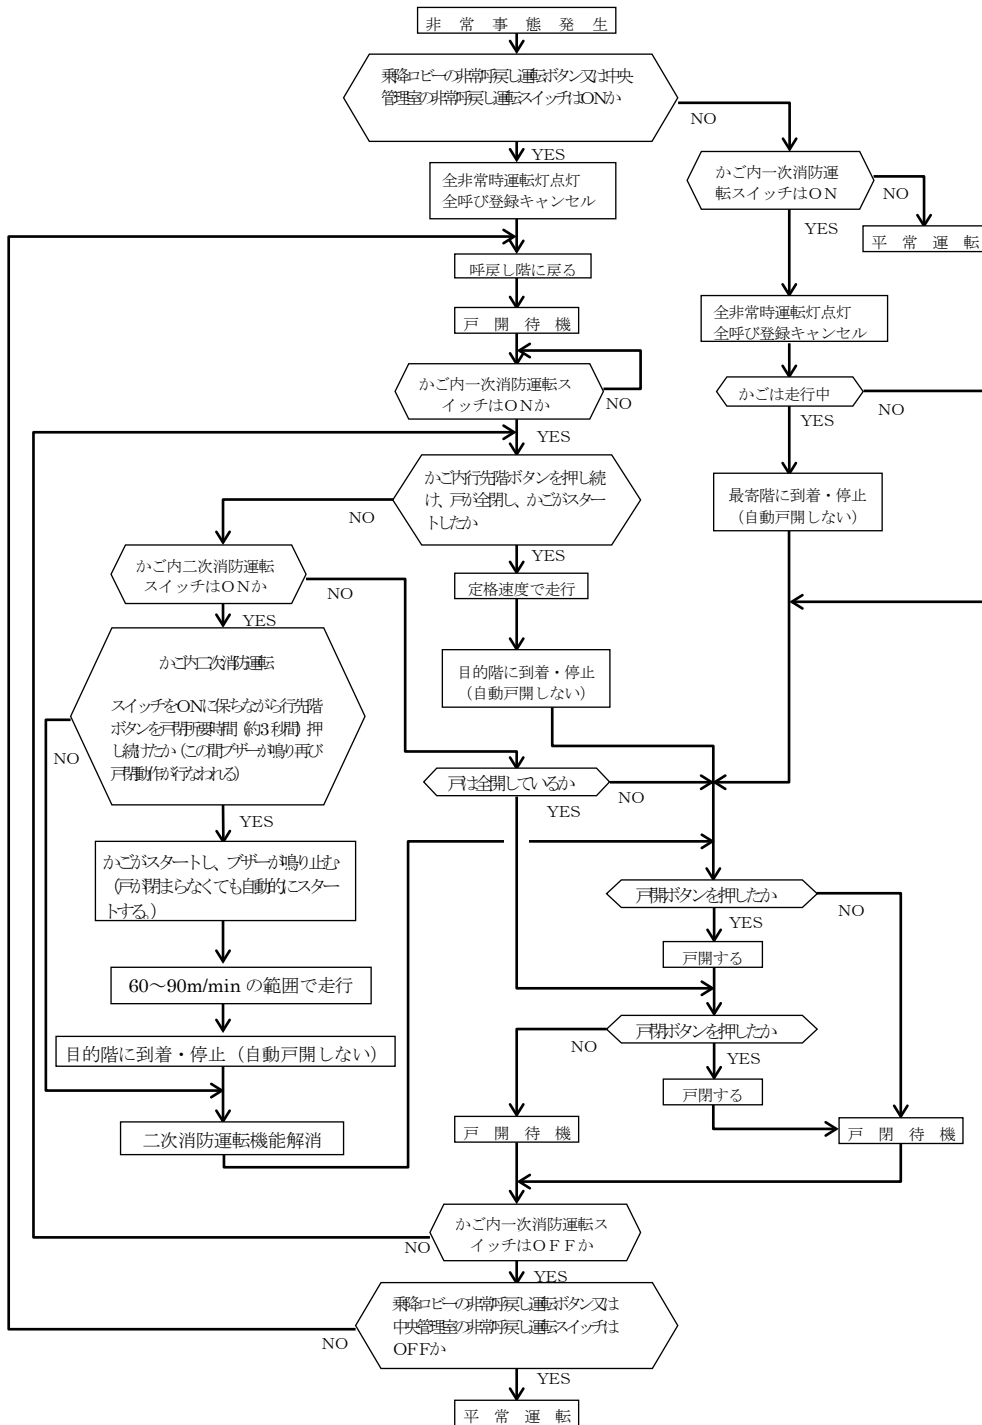 非常事態発生
乗降ロビーの非常呼戻し運転ボタン又は中央
管理室の非常呼戻し運転スイッチはONか
NO
YES
かご内一次消防運
転スイッチはＯＮ
NO
全非常時運転灯点灯
全呼び登録キャンセル
YES
平常運転
呼戻し階に戻る
全非常時運転灯点灯
全呼び登録キャンセル
戸開待機
かご内一次消防運転ス
イッチはＯＮか
NO
かごは走行中
NO
YES
YES
かご内行先階ボタンを押し続
け、戸が全閉し、かごがスター
トしたか
NO
最寄階に到着・停止
（自動戸開しない）
YES
かご内二次消防運転
スイッチはＯＮか
NO
定格速度で走行
YES
かご内二次消防運転
スイッチをONに保ちながら行先階
ボタンを戸閉所要時間（約3秒間）押
し続けたか（この間ブザーが鳴り再び
戸閉動作が行なわれる）
NO
目的階に到着・停止
（自動戸開しない）
戸は全開しているか
NO
YES
YES
かごがスタートし、ブザーが鳴り止む
（戸が閉まらなくても自動的にスター
トする。）
戸開ボタンを押したか
NO
YES
戸開する
60～90m/min の範囲で走行
戸閉ボタンを押したか
NO
目的階に到着・停止（自動戸開しない）
YES
戸閉する
二次消防運転機能解消
戸開待機
戸閉待機
かご内一次消防運転ス
イッチはＯＦＦか
NO
YES
乗降ロビーの非常呼戻し運転ボタン又は
中央管理室の非常呼戻し運転スイッチは
OFFか
NO
YES
平常運転